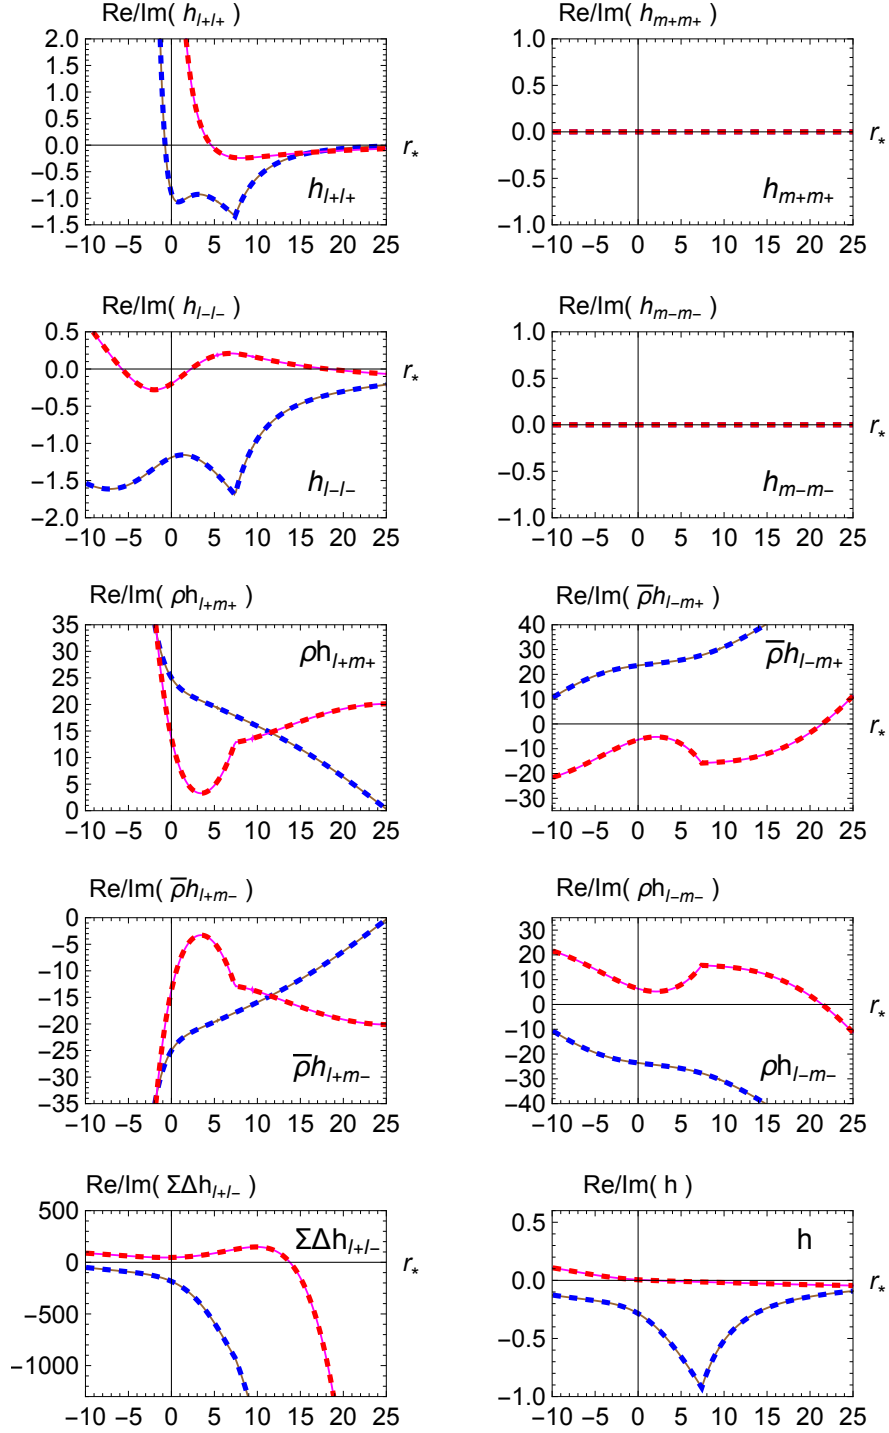 Re/Im( h_{l+l+} )
2.0
1.5
1.0
0.5
0.0
−0.5
−1.0
−1.5
r_*
h_{l+l+}
−10 −5 0 5 10 15 20 25
Re/Im( h_{m+m+} )
1.0
0.5
0.0
−0.5
−1.0
r_*
h_{m+m+}
−10 −5 0 5 10 15 20 25
Re/Im( h_{l−l−} )
0.5
0.0
−0.5
−1.0
−1.5
−2.0
r_*
h_{l−l−}
−10 −5 0 5 10 15 20 25
Re/Im( h_{m−m−} )
1.0
0.5
0.0
−0.5
−1.0
r_*
h_{m−m−}
−10 −5 0 5 10 15 20 25
Re/Im( ρh_{l+m+} )
35
30
25
20
15
10
5
0
ρh_{l+m+}
−10 −5 0 5 10 15 20 25
Re/Im( ρ̅h_{l−m+} )
40
30
20
10
0
−10
−20
−30
r_*
ρ̅h_{l−m+}
−10 −5 0 5 10 15 20 25
Re/Im( ρ̅h_{l+m−} )
0
−5
−10
−15
−20
−25
−30
−35
ρ̅h_{l+m−}
−10 −5 0 5 10 15 20 25
Re/Im( ρh_{l−m−} )
30
20
10
0
−10
−20
−30
−40
r_*
ρh_{l−m−}
−10 −5 0 5 10 15 20 25
Re/Im( ΣΔh_{l+l−} )
500
0
−500
−1000
r_*
ΣΔh_{l+l−}
−10 −5 0 5 10 15 20 25
Re/Im( h )
0.5
0.0
−0.5
−1.0
r_*
h
−10 −5 0 5 10 15 20 25